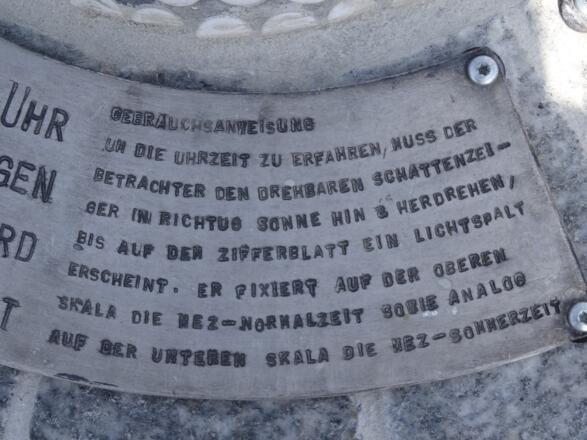 UHR
GEN
RD
T
GEBRAUCHSANWEISUNG
UM DIE UHRZEIT ZU ERFAHREN, MUSS DER
BETRACHTER DEN DREHBAREN SCHATTENZEI-
GER IN RICHTUG SONNE HIN & HERDREHEN,
BIS AUF DEM ZIFFERBLATT EIN LICHTSPALT
ERSCHEINT. ER FIXIERT AUF DER OBEREN
SKALA DIE MEZ-NORMALZEIT SOWIE ANALOG
AUF DER UNTEREN SKALA DIE MEZ-SOMMERZEIT